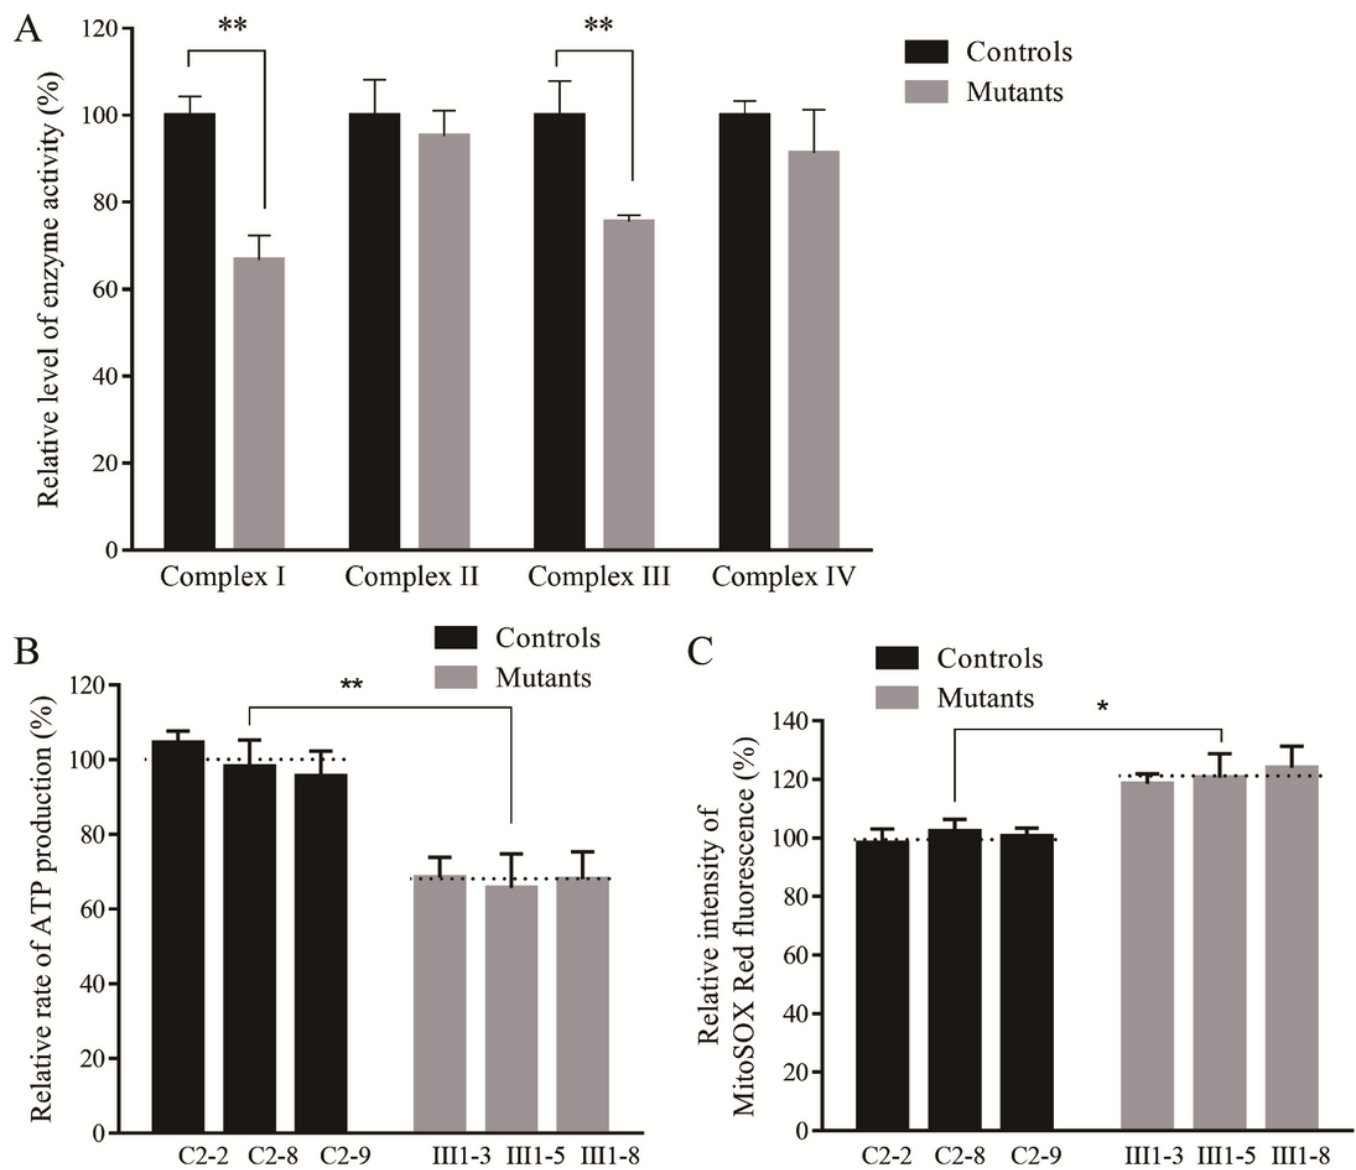 A
Relative level of enzyme activity (%)
120
100
80
60
40
20
0
**
**
Controls
Mutants
Complex I Complex II Complex III Complex IV
B
Relative rate of ATP production (%)
120
100
80
60
40
20
0
Controls
Mutants
**
C2-2 C2-8 C2-9 III1-3 III1-5 III1-8
C
Relative intensity of
MitoSOX Red fluorescence (%)
140
120
100
80
60
40
20
0
Controls
Mutants
*
C2-2 C2-8 C2-9 III1-3 III1-5 III1-8